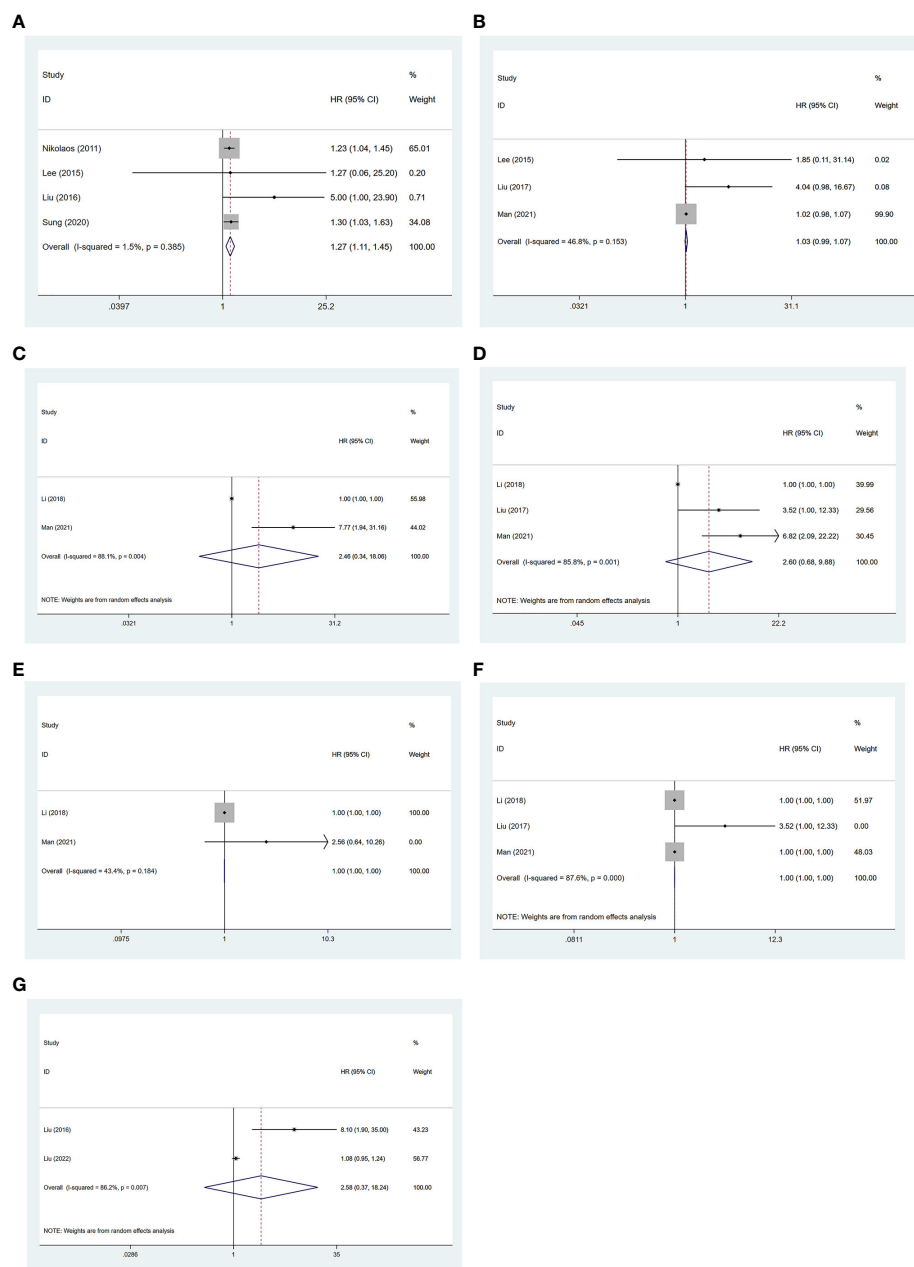 A
Study %
ID HR (95% CI) Weight
Nikolaos (2011) 1.23 (1.04, 1.45) 65.01
Lee (2015) 1.27 (0.06, 25.20) 0.20
Liu (2016) 5.00 (1.00, 23.90) 0.71
Sung (2020) 1.30 (1.03, 1.63) 34.08
Overall (I-squared = 1.5%, p = 0.385) 1.27 (1.11, 1.45) 100.00
.0397 1 25.2
B
Study %
ID HR (95% CI) Weight
Lee (2015) 1.85 (0.11, 31.14) 0.02
Liu (2017) 4.04 (0.98, 16.67) 0.08
Man (2021) 1.02 (0.98, 1.07) 99.90
Overall (I-squared = 46.8%, p = 0.153) 1.03 (0.99, 1.07) 100.00
.0321 1 31.1
C
Study %
ID HR (95% CI) Weight
Li (2018) 1.00 (1.00, 1.00) 55.98
Man (2021) 7.77 (1.94, 31.16) 44.02
Overall (I-squared = 88.1%, p = 0.004) 2.46 (0.34, 18.06) 100.00
NOTE: Weights are from random effects analysis
.0321 1 31.2
D
Study %
ID HR (95% CI) Weight
Li (2018) 1.00 (1.00, 1.00) 39.99
Liu (2017) 3.52 (1.00, 12.33) 29.56
Man (2021) 6.82 (2.09, 22.22) 30.45
Overall (I-squared = 85.8%, p = 0.001) 2.60 (0.68, 9.88) 100.00
NOTE: Weights are from random effects analysis
.045 1 22.2
E
Study %
ID HR (95% CI) Weight
Li (2018) 1.00 (1.00, 1.00) 100.00
Man (2021) 2.56 (0.64, 10.26) 0.00
Overall (I-squared = 43.4%, p = 0.184) 1.00 (1.00, 1.00) 100.00
.0975 1 10.3
F
Study %
ID HR (95% CI) Weight
Li (2018) 1.00 (1.00, 1.00) 51.97
Liu (2017) 3.52 (1.00, 12.33) 0.00
Man (2021) 1.00 (1.00, 1.00) 48.03
Overall (I-squared = 87.6%, p = 0.000) 1.00 (1.00, 1.00) 100.00
NOTE: Weights are from random effects analysis
.0811 1 12.3
G
Study %
ID HR (95% CI) Weight
Liu (2016) 8.10 (1.90, 35.00) 43.23
Liu (2022) 1.08 (0.95, 1.24) 56.77
Overall (I-squared = 86.2%, p = 0.007) 2.58 (0.37, 18.24) 100.00
NOTE: Weights are from random effects analysis
.0286 1 35